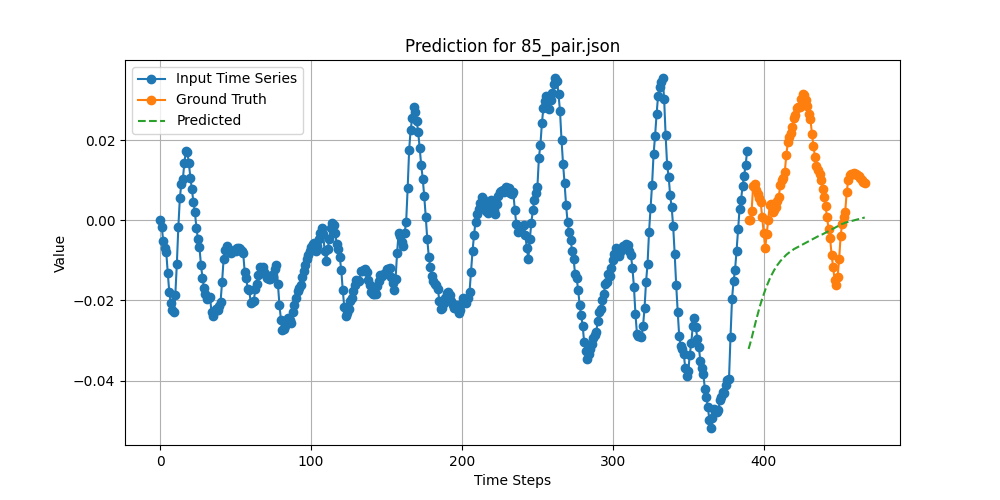 Prediction for 85_pair.json
Input Time Series
Ground Truth
Predicted
Value
0.02
0.00
−0.02
−0.04
0
100
200
300
400
Time Steps